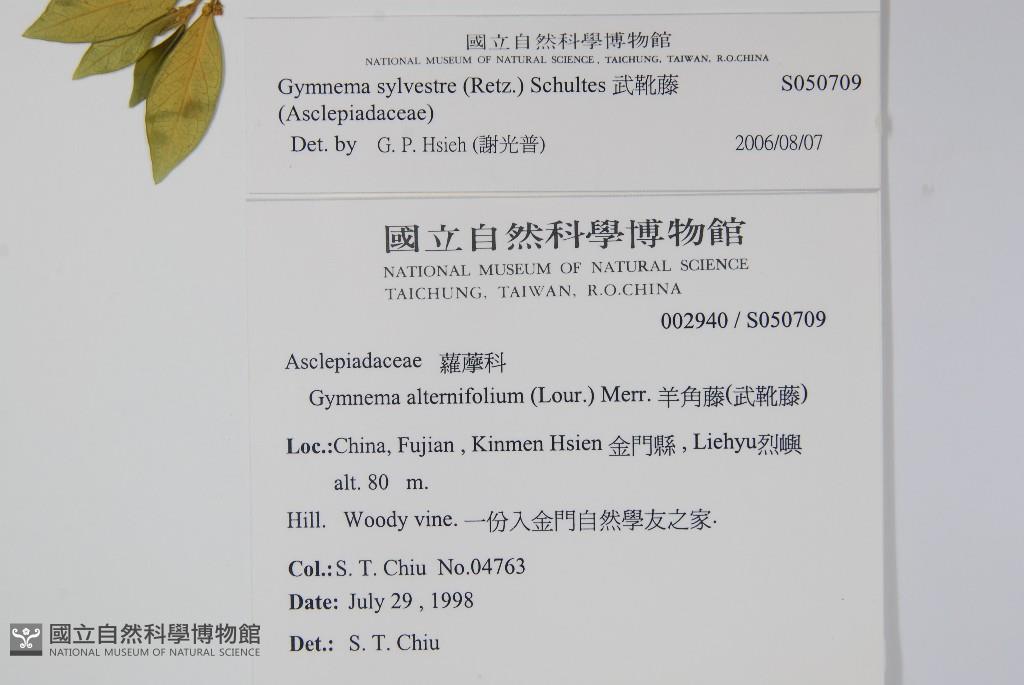 國立自然科學博物館
NATIONAL MUSEUM OF NATURAL SCIENCE, TAICHUNG, TAIWAN, R.O.CHINA
Gymnema sylvestre (Retz.) Schultes 武靴藤 S050709
(Asclepiadaceae)
Det. by G. P. Hsieh (謝光普) 2006/08/07
國立自然科學博物館
NATIONAL MUSEUM OF NATURAL SCIENCE
TAICHUNG, TAIWAN, R.O.CHINA
002940 / S050709
Asclepiadaceae 蘿藦科
Gymnema alternifolium (Lour.) Merr. 羊角藤(武靴藤)
Loc.:China, Fujian , Kinmen Hsien 金門縣 , Liehyu烈嶼
alt. 80 m.
Hill. Woody vine. 一份入金門自然學友之家.
Col.: S. T. Chiu No.04763
Date: July 29 , 1998
Det.: S. T. Chiu
國立自然科學博物館
NATIONAL MUSEUM OF NATURAL SCIENCE